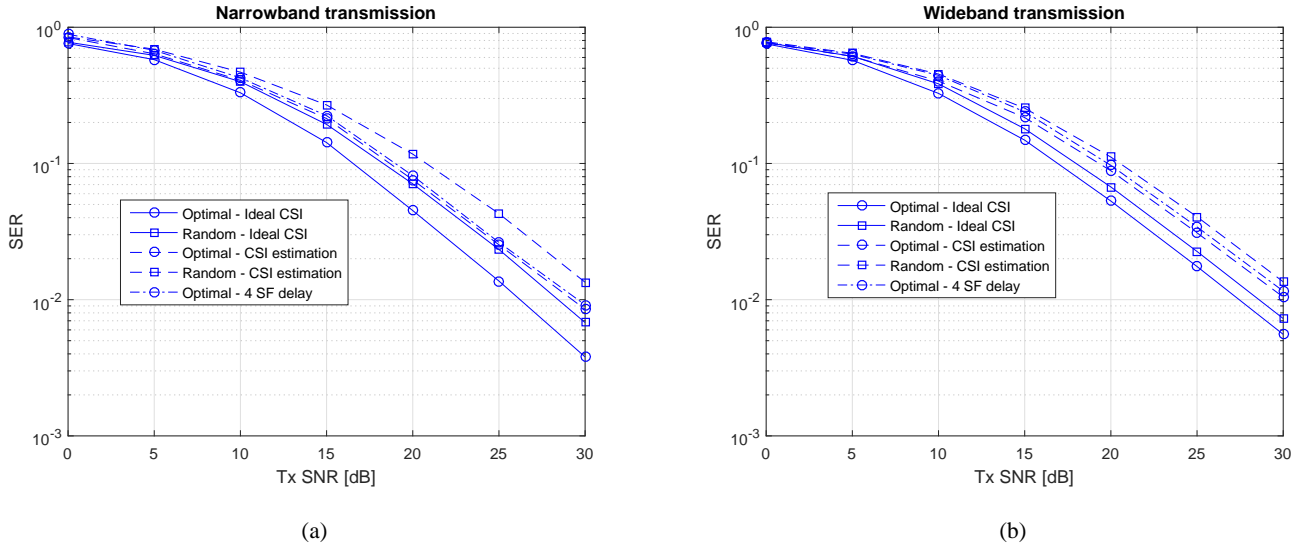 Narrowband transmission
10^0
10^-1
10^-2
10^-3
SER
Optimal - Ideal CSI
Random - Ideal CSI
Optimal - CSI estimation
Random - CSI estimation
Optimal - 4 SF delay
0 5 10 15 20 25 30
Tx SNR [dB]
(a)
Wideband transmission
10^0
10^-1
10^-2
10^-3
SER
Optimal - Ideal CSI
Random - Ideal CSI
Optimal - CSI estimation
Random - CSI estimation
Optimal - 4 SF delay
0 5 10 15 20 25 30
Tx SNR [dB]
(b)